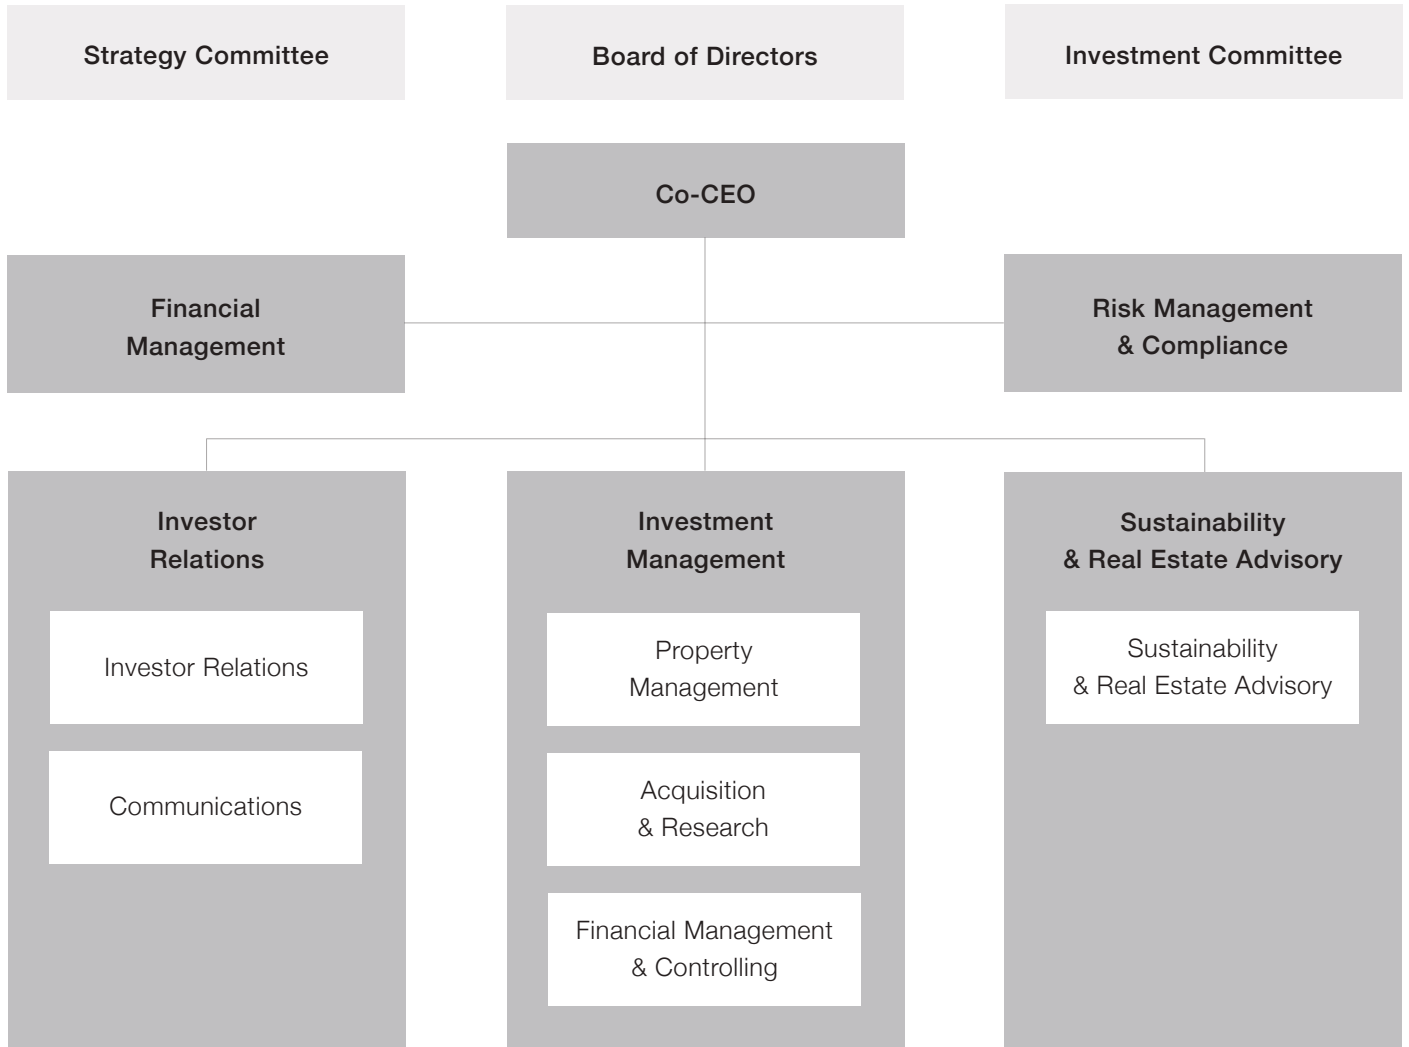 Strategy Committee
Board of Directors
Investment Committee
Co-CEO
Financial
Management
Risk Management
& Compliance
Investor
Relations
Investor Relations
Communications
Investment
Management
Property
Management
Acquisition
& Research
Financial Management
& Controlling
Sustainability
& Real Estate Advisory
Sustainability
& Real Estate Advisory